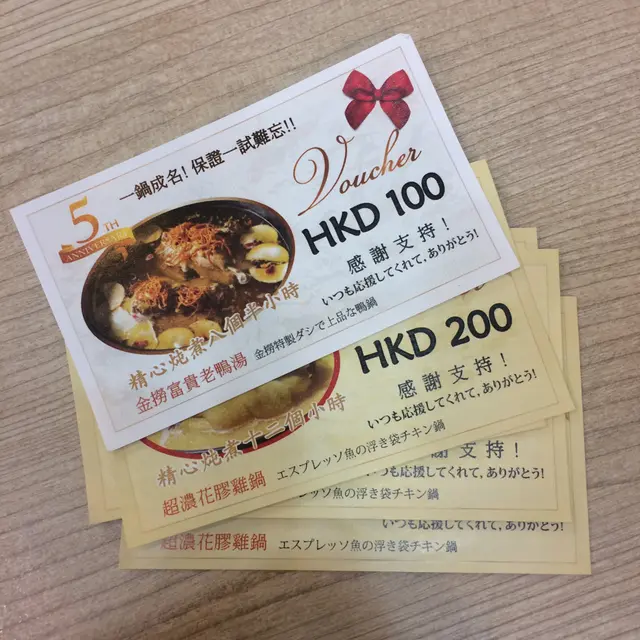 一鍋成名! 保證一試難忘!!
Voucher
5TH
ANNIVERSARY
HKD 100
感謝支持!
いつも応援してくれて, ありがとう!
精心炖煮八個半小時
金撈富貴老鴨湯 金撈特製ダシで上品な鴨鍋
HKD 200
感謝支持!
いつも応援してくれて, ありがとう!
精心炖煮十二個小時
超濃花膠雞鍋 エスプレッソ魚の浮き袋チキン鍋
謝支持!
いつも応援してくれて, ありがとう!
エスプレッソ魚の浮き袋チキン鍋
いつも応援してくれて, ありがとう!
超濃花膠雞鍋 エスプレッソ魚の浮き袋チキン鍋